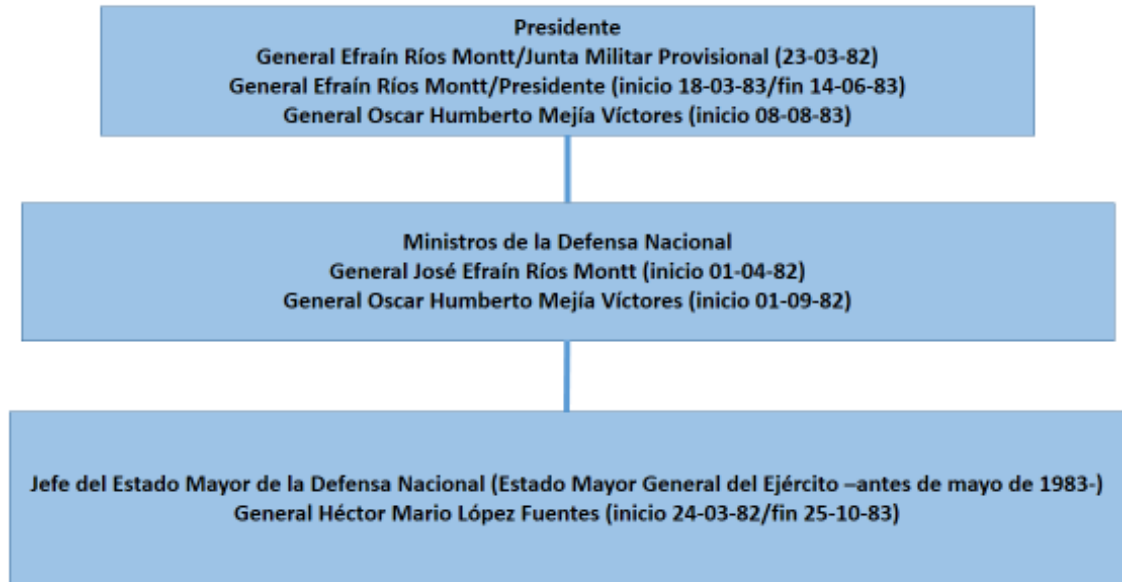 Presidente
General Efraín Ríos Montt/Junta Militar Provisional (23-03-82)
General Efraín Ríos Montt/Presidente (inicio 18-03-83/fin 14-06-83)
General Oscar Humberto Mejía Víctores (inicio 08-08-83)
Ministros de la Defensa Nacional
General José Efraín Ríos Montt (inicio 01-04-82)
General Oscar Humberto Mejía Víctores (inicio 01-09-82)
Jefe del Estado Mayor de la Defensa Nacional (Estado Mayor General del Ejército –antes de mayo de 1983-)
General Héctor Mario López Fuentes (inicio 24-03-82/fin 25-10-83)